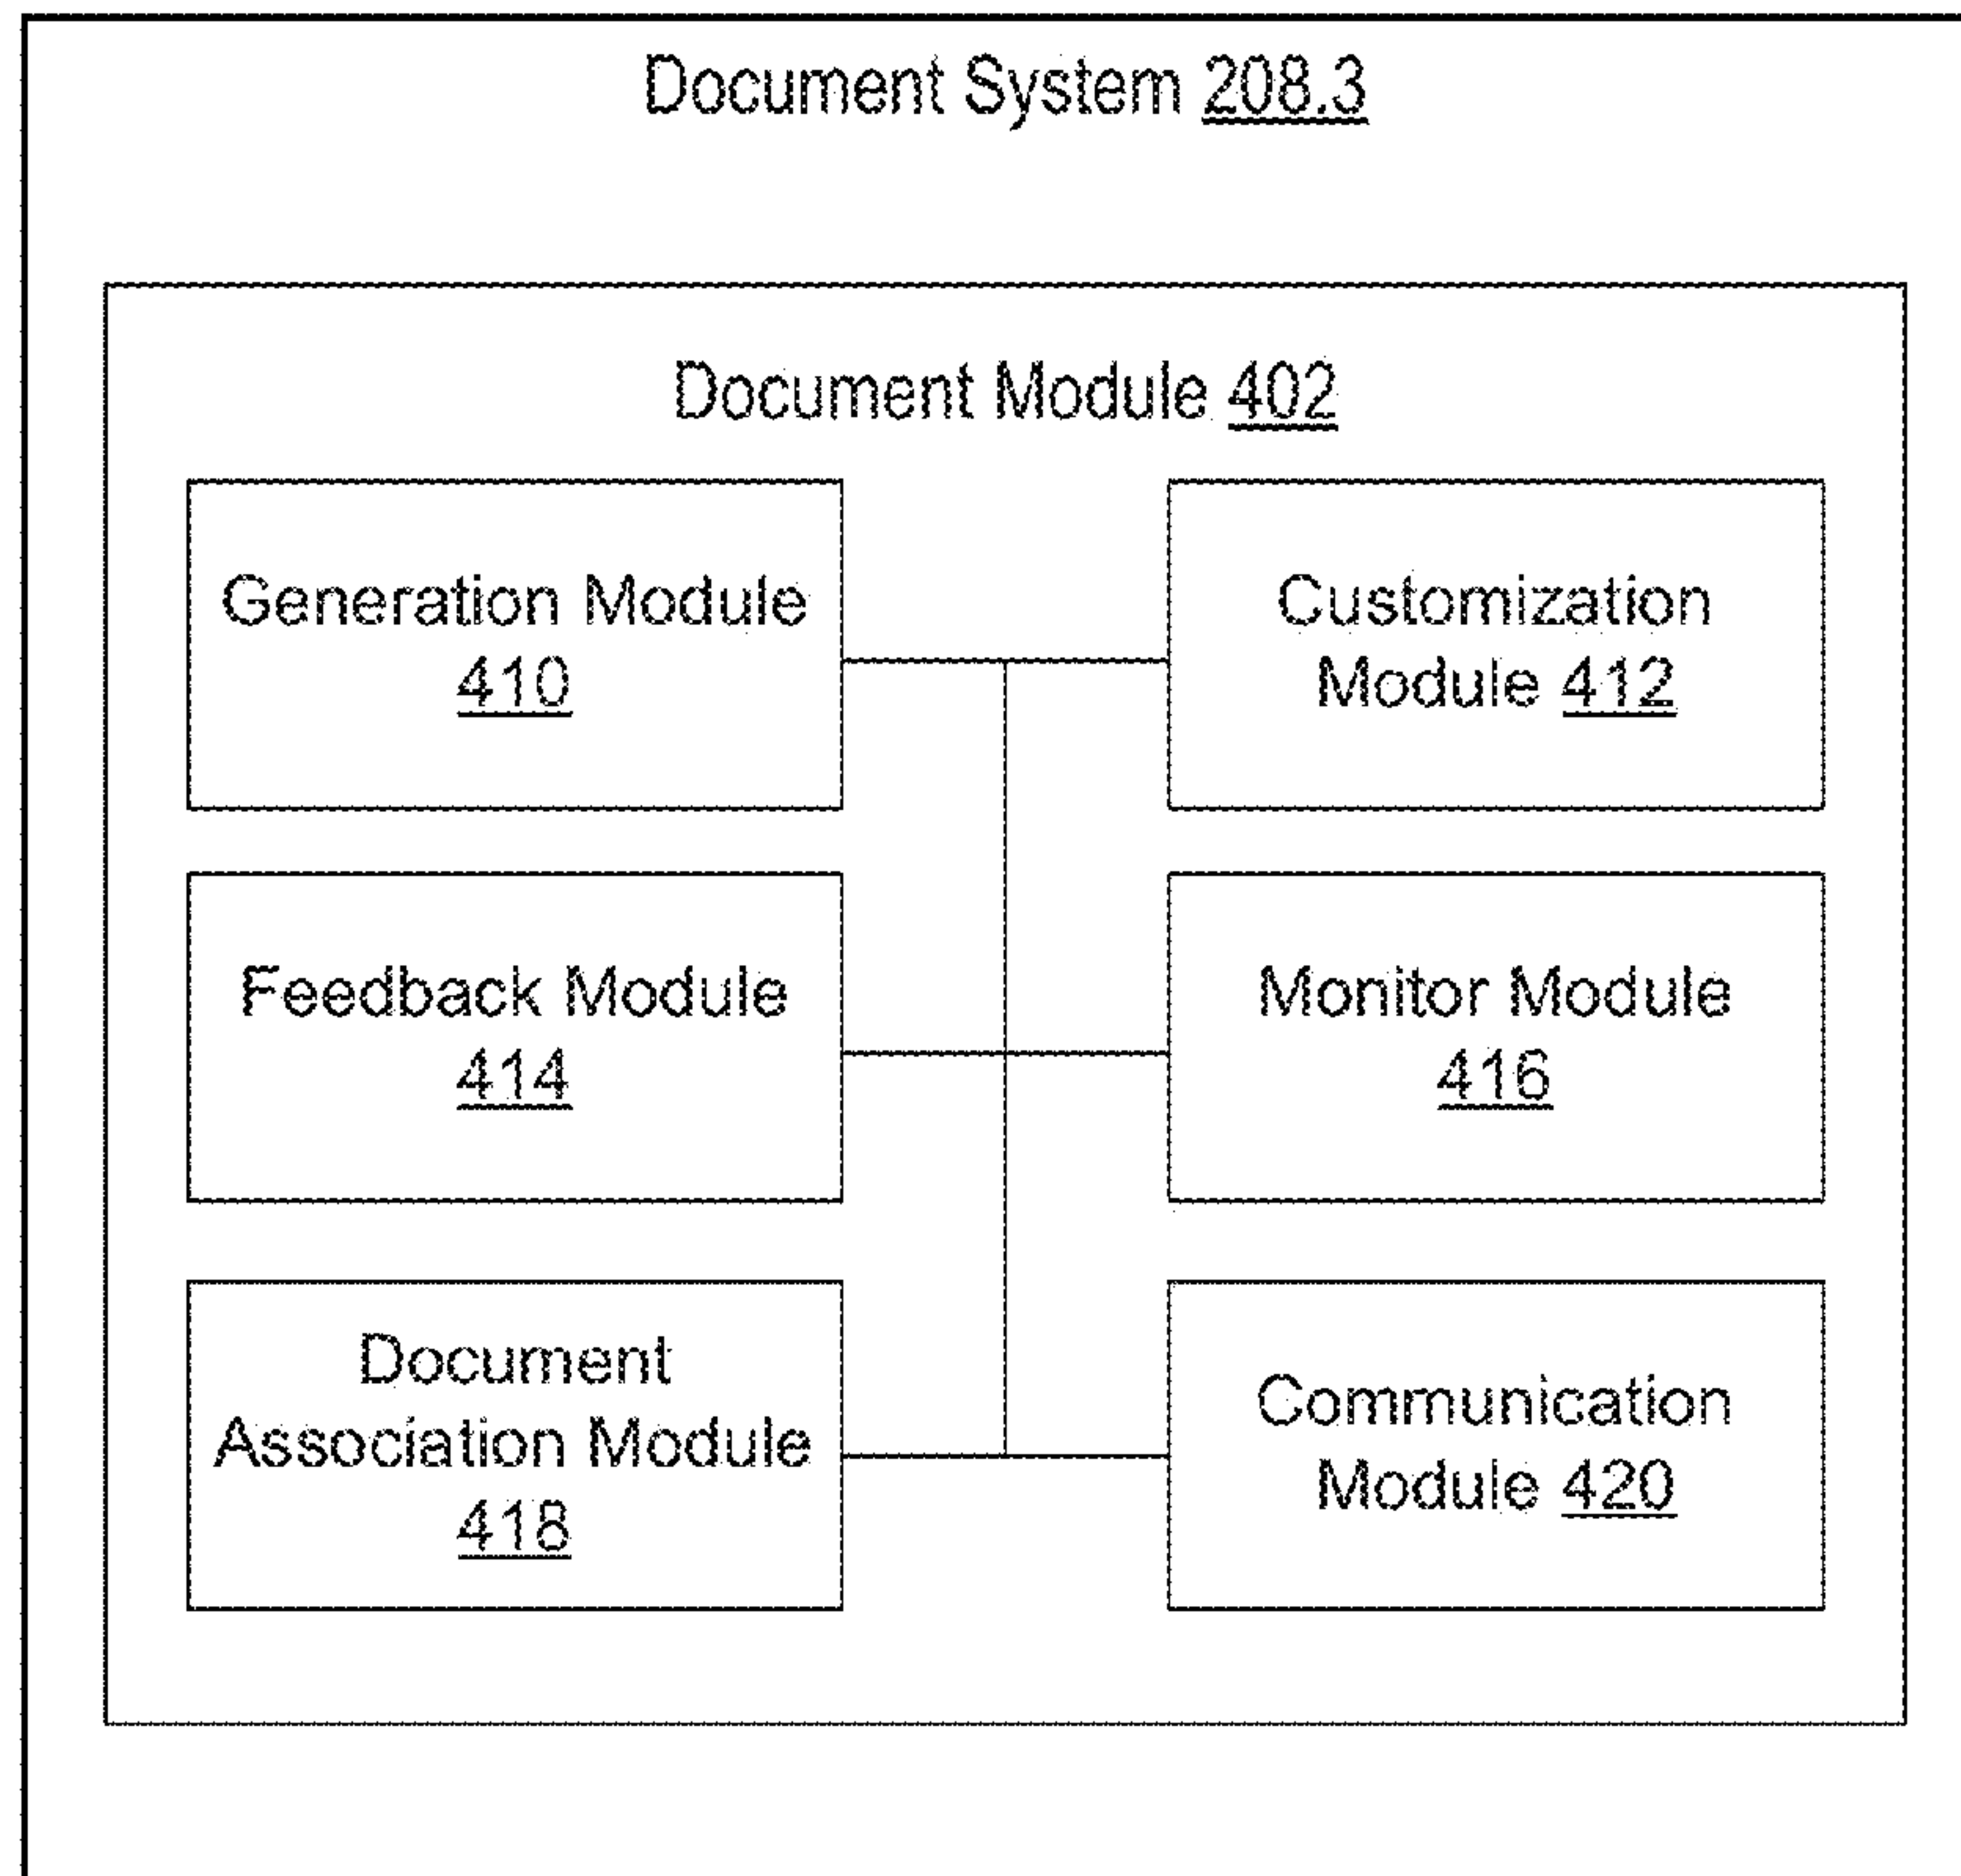 Document System 208.3
Document Module 402
Generation Module
410
Customization
Module 412
Feedback Module
414
Monitor Module
416
Document
Association Module
418
Communication
Module 420